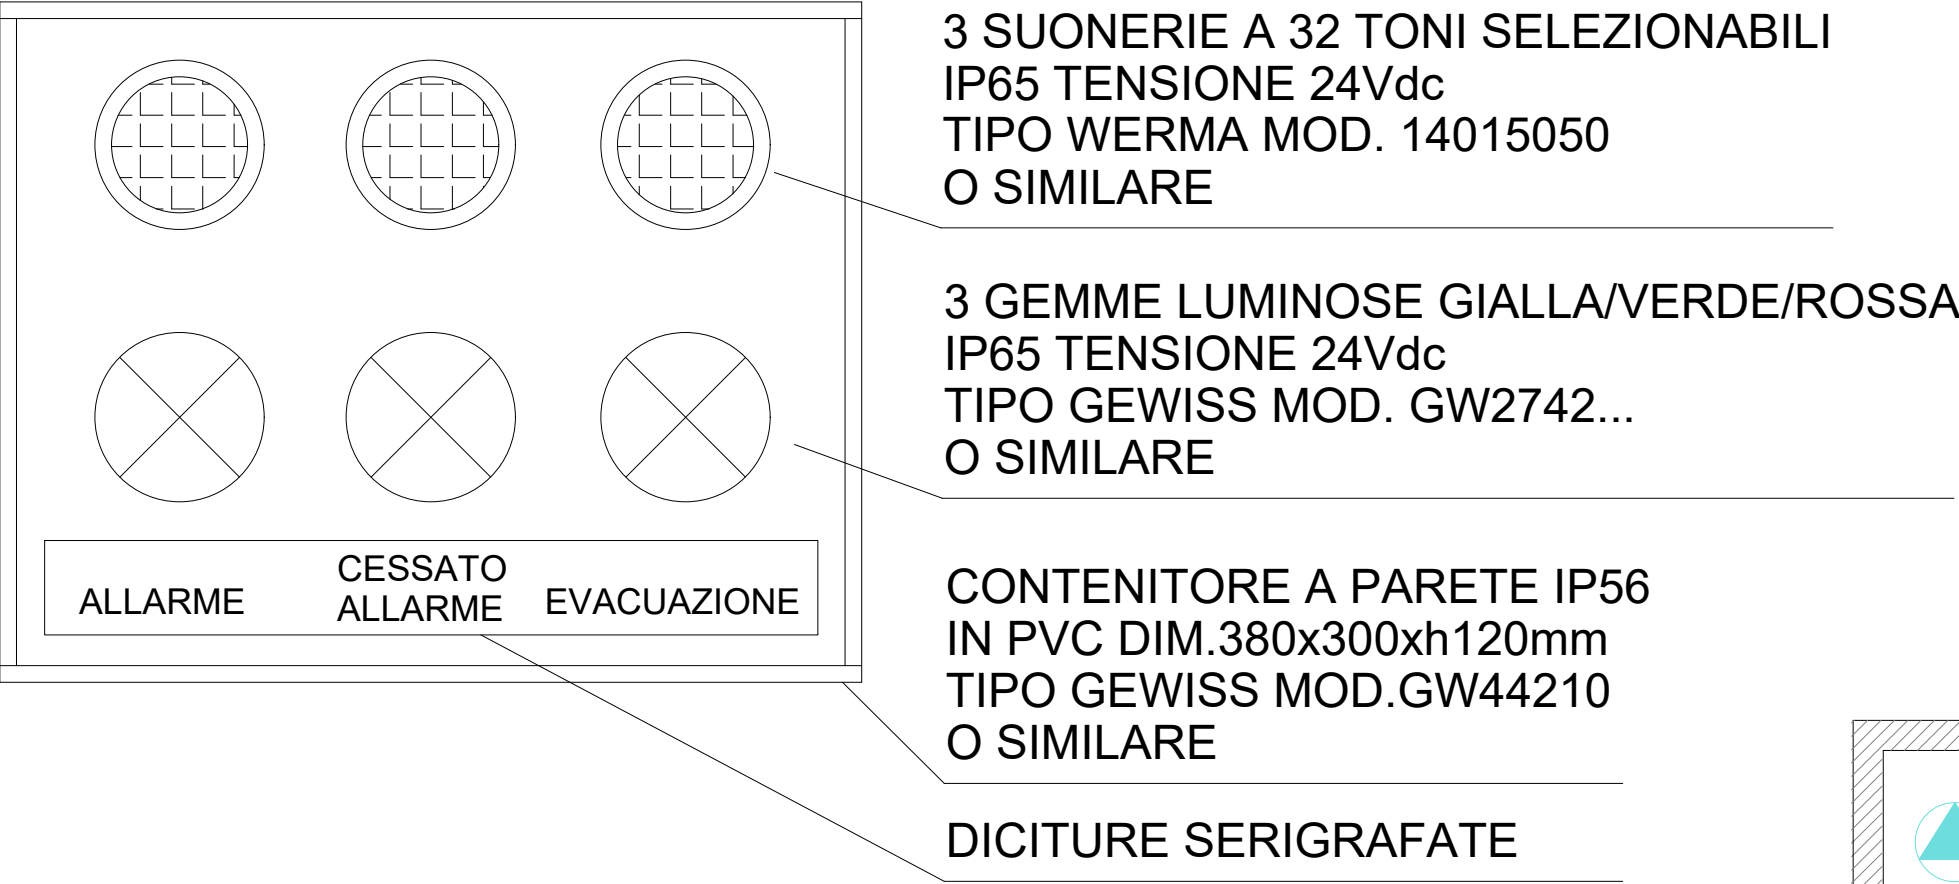 3 SUONERIE A 32 TONI SELEZIONABILI
IP65 TENSIONE 24Vdc
TIPO WERMA MOD. 14015050
O SIMILARE
3 GEMME LUMINOSE GIALLA/VERDE/ROSSA
IP65 TENSIONE 24Vdc
TIPO GEWISS MOD. GW2742...
O SIMILARE
ALLARME
CESSATO
ALLARME
EVACUAZIONE
CONTENITORE A PARETE IP56
IN PVC DIM.380x300xh120mm
TIPO GEWISS MOD.GW44210
O SIMILARE
DICITURE SERIGRAFATE